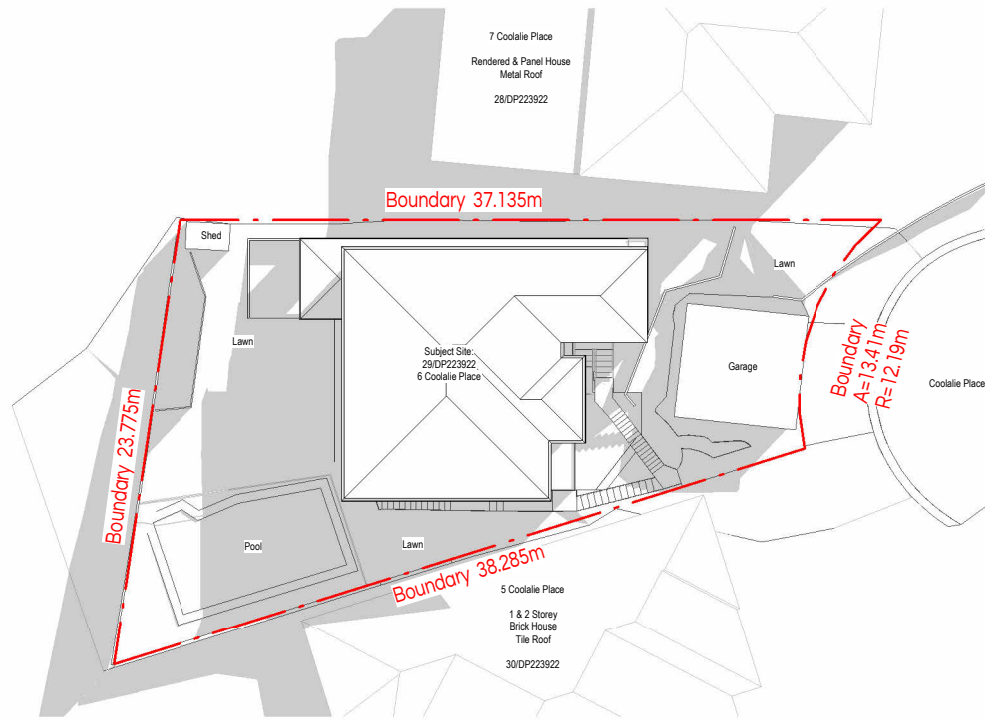 7 Coolalie Place
Rendered & Panel House
Metal Roof
28/DP223922
Boundary 37.135m
Shed
Lawn
Lawn
Subject Site:
29/DP223922
6 Coolalie Place
Garage
Boundary
A=13.41m
R=12.19m
Coolalie Place
Boundary 23.775m
Pool
Lawn
Boundary 38.285m
5 Coolalie Place
1 & 2 Storey
Brick House
Tile Roof
30/DP223922